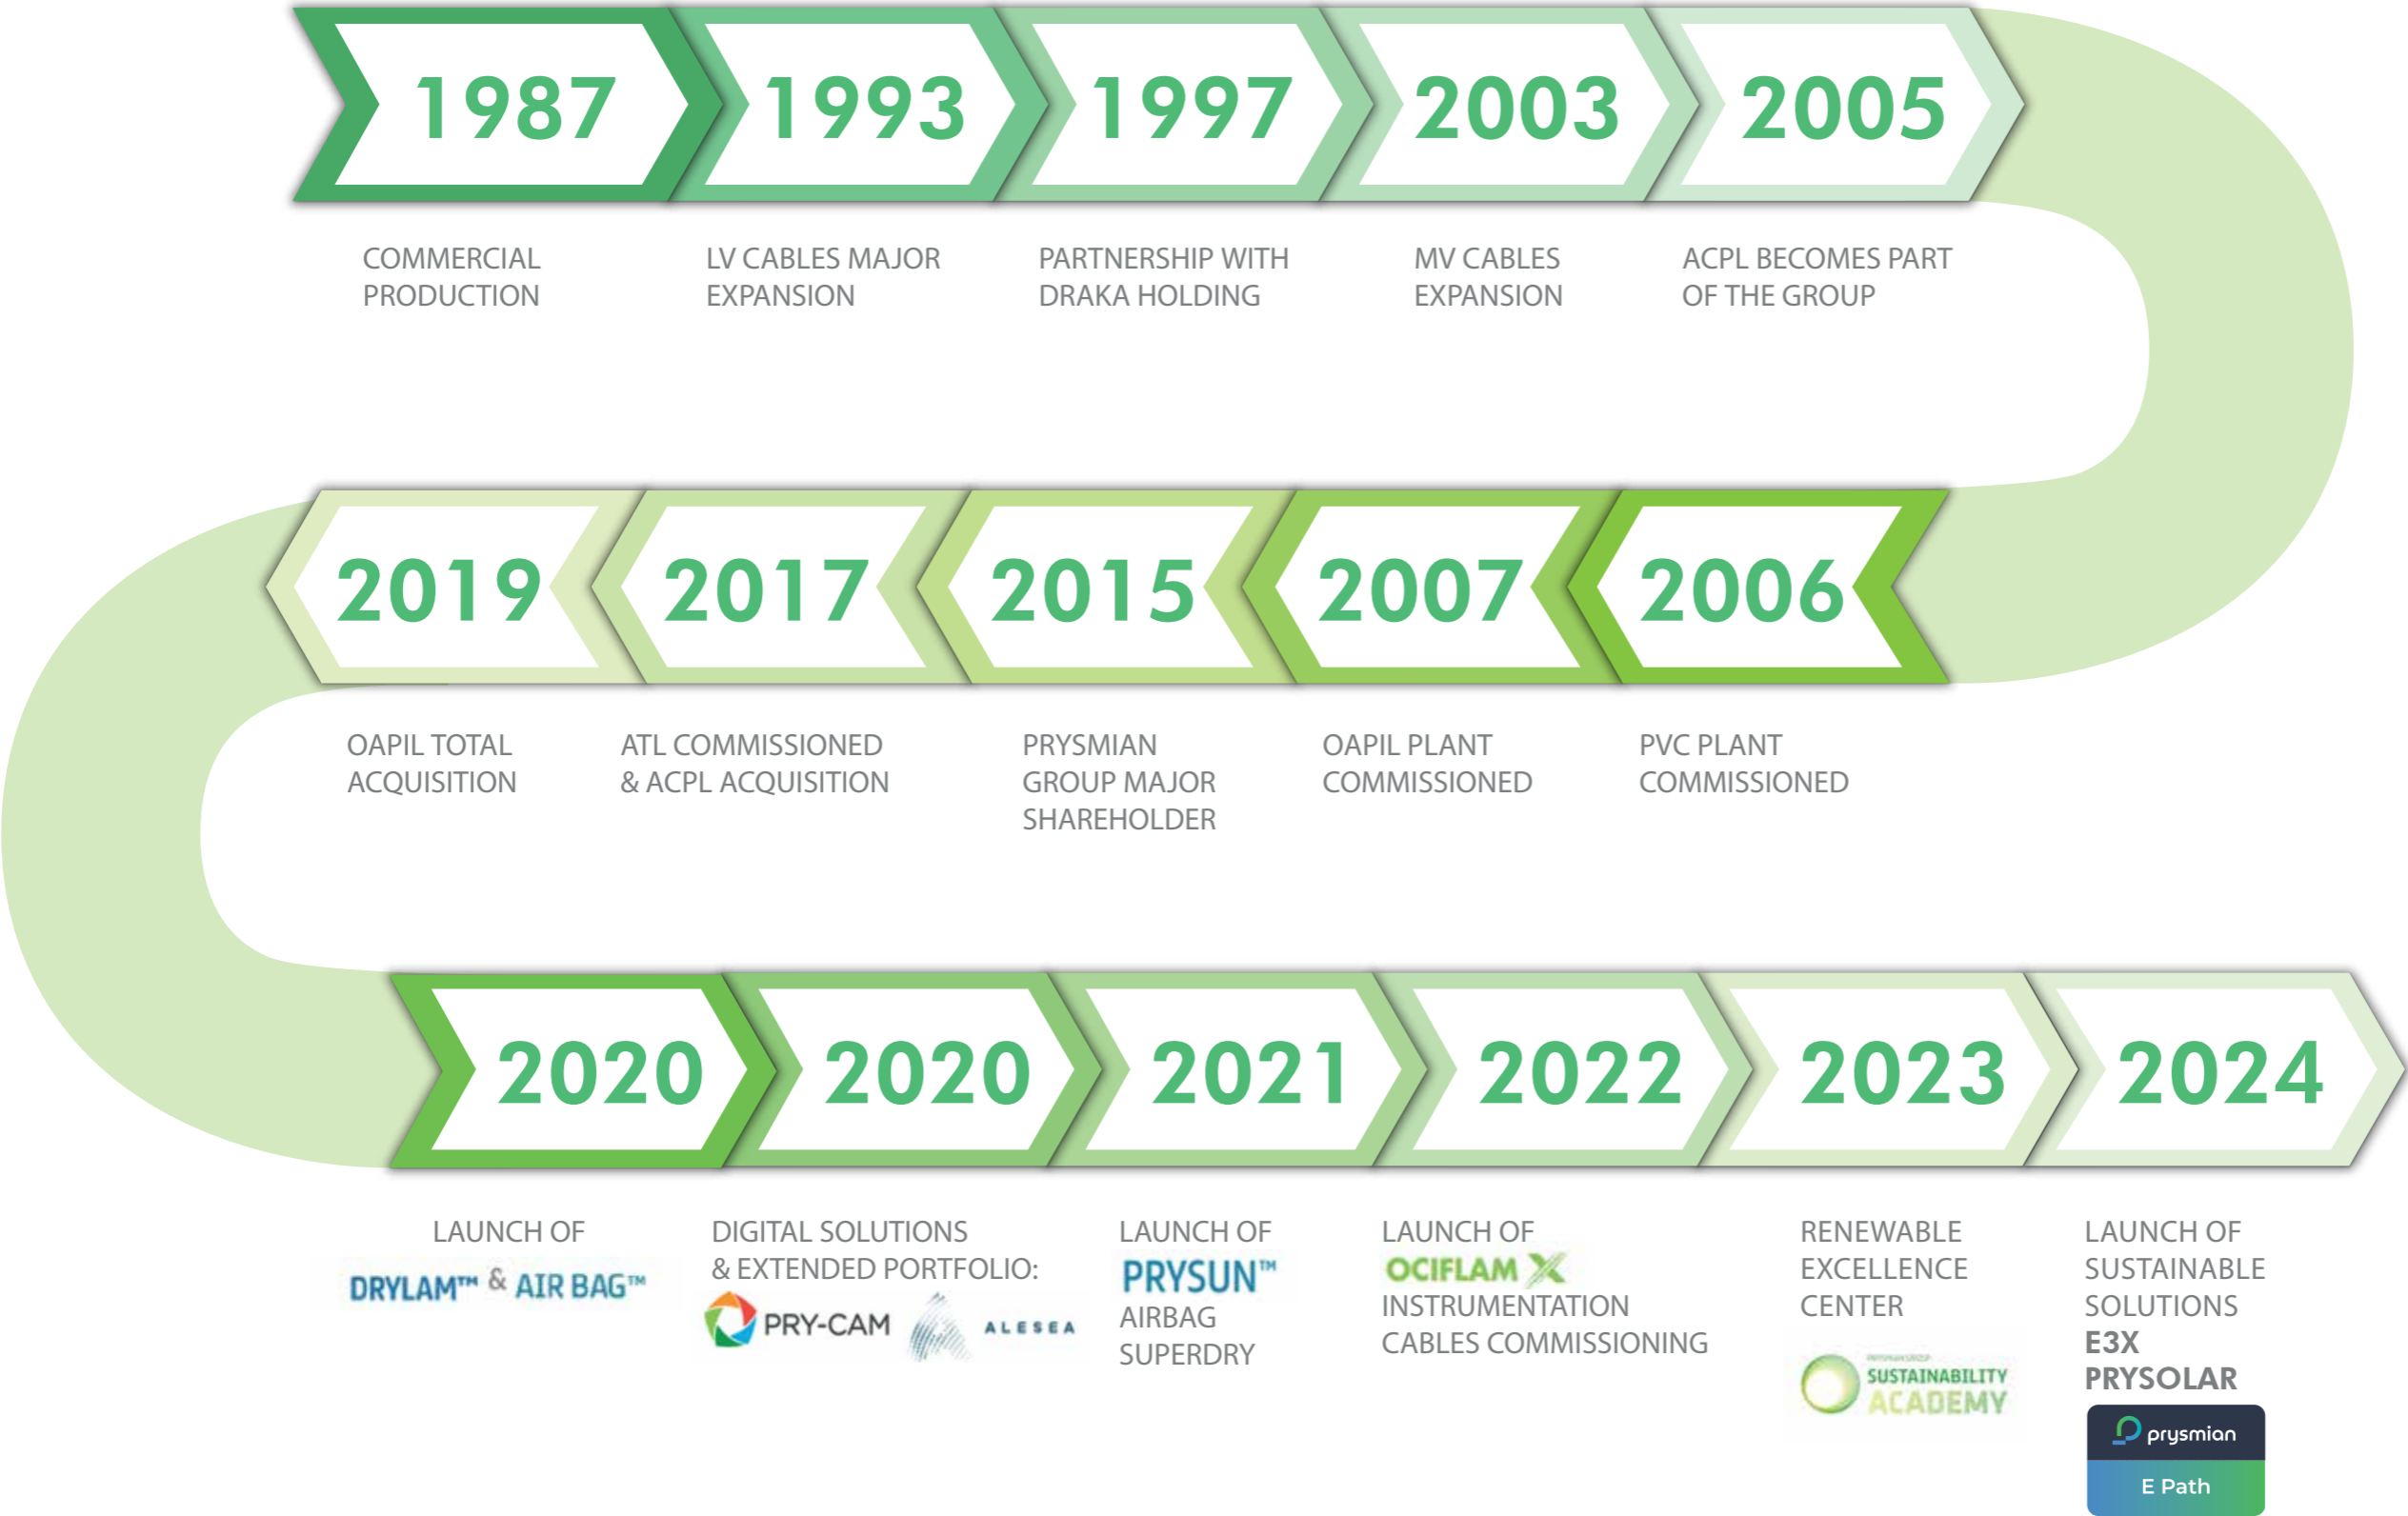 1987
COMMERCIAL
PRODUCTION
1993
LV CABLES MAJOR
EXPANSION
1997
PARTNERSHIP WITH
DRAKA HOLDING
2003
MV CABLES
EXPANSION
2005
ACPL BECOMES PART
OF THE GROUP
2006
PVC PLANT
COMMISSIONED
2007
OAPIL PLANT
COMMISSIONED
2015
PRYSMIAN
GROUP MAJOR
SHAREHOLDER
2017
ATL COMMISSIONED
& ACPL ACQUISITION
2019
OAPIL TOTAL
ACQUISITION
2020
LAUNCH OF
DRYLAM™ & AIR BAG™
2020
DIGITAL SOLUTIONS
& EXTENDED PORTFOLIO:
PRY-CAM ALESEA
2021
LAUNCH OF
PRYSUN™
AIRBAG
SUPERDRY
2022
LAUNCH OF
OCIFLAM X
INSTRUMENTATION
CABLES COMMISSIONING
2023
RENEWABLE
EXCELLENCE
CENTER
SUSTAINABILITY
ACADEMY
2024
LAUNCH OF
SUSTAINABLE
SOLUTIONS
E3X
PRYSOLAR
prysmian
E Path